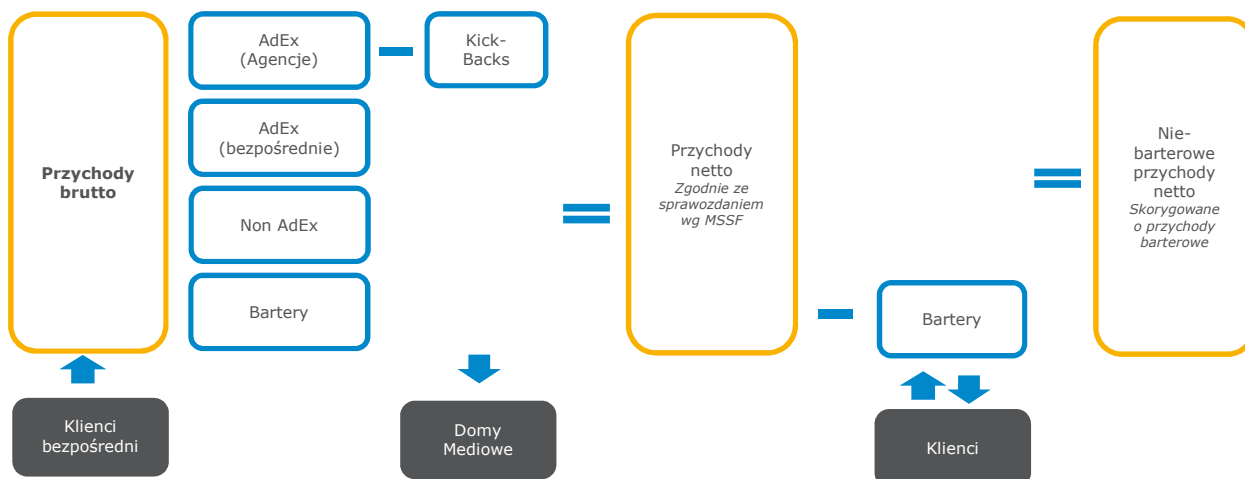 Przychody
brutto
AdEx
(Agencje)
Kick-
Backs
AdEx
(bezpośrednie)
Non AdEx
Bartery
Przychody
netto
Zgodnie ze
sprawozdaniem
wg MSSF
Bartery
Nie-
barterowe
przychody
netto
Skorygowane
o przychody
barterowe
Klienci
bezpośredni
Domy
Mediowe
Klienci